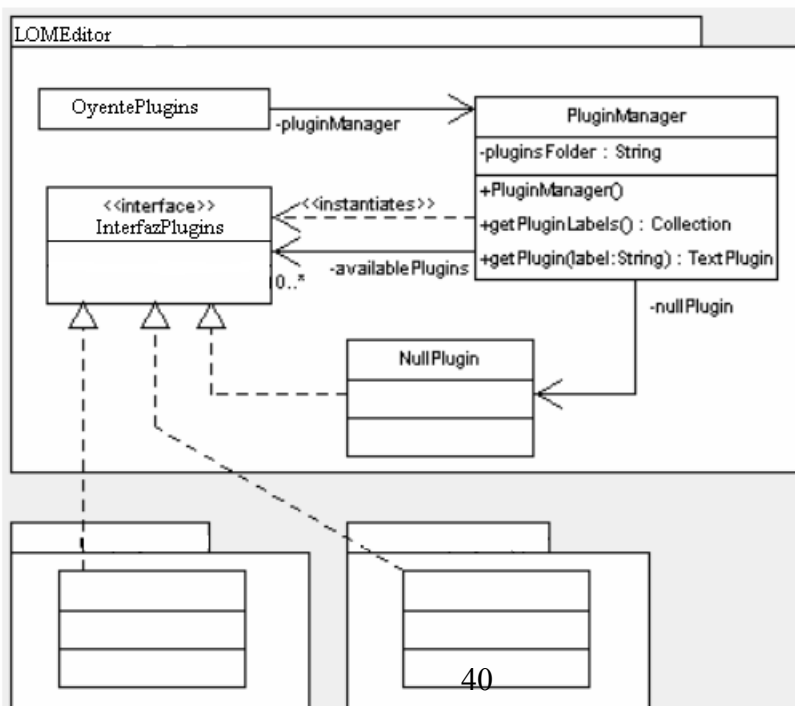 LOMEditor
OyentePlugins
-pluginManager
PluginManager
-pluginsFolder : String
+PluginManager()
+getPluginLabels() : Collection
+getPlugin(label:String) : TextPlugin
<<interface>>
InterfazPlugins
<<instantiates>>
-availablePlugins
0..*
-nullPlugin
NullPlugin
40